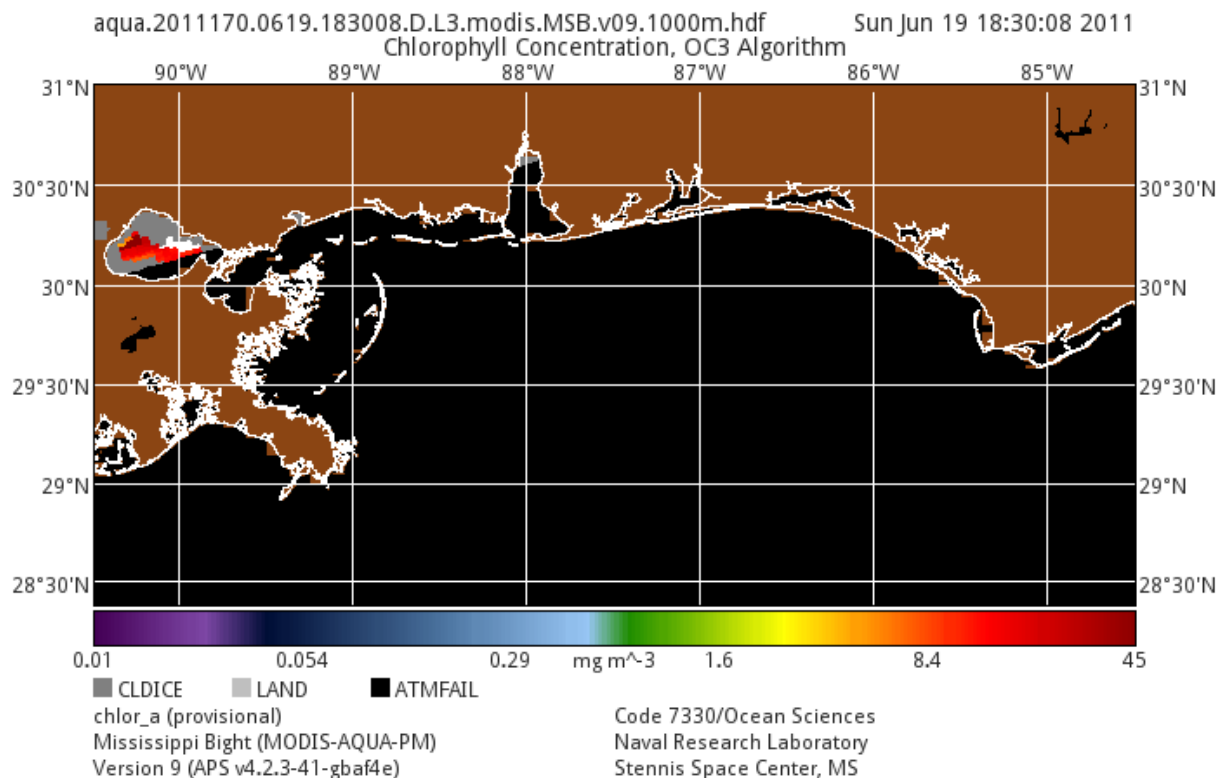 aqua.2011170.0619.183008.D.L3.modis.MSB.v09.1000m.hdf Sun Jun 19 18:30:08 2011
Chlorophyll Concentration, OC3 Algorithm
90°W 89°W 88°W 87°W 86°W 85°W
31°N 31°N
30°30'N 30°30'N
30°N 30°N
29°30'N 29°30'N
29°N 29°N
28°30'N 28°30'N
0.01 0.054 0.29 mg m^-3 1.6 8.4 45
CLDICE LAND ATMFAIL
chlor_a (provisional) Code 7330/Ocean Sciences
Mississippi Bight (MODIS-AQUA-PM) Naval Research Laboratory
Version 9 (APS v4.2.3-41-gbaf4e) Stennis Space Center, MS